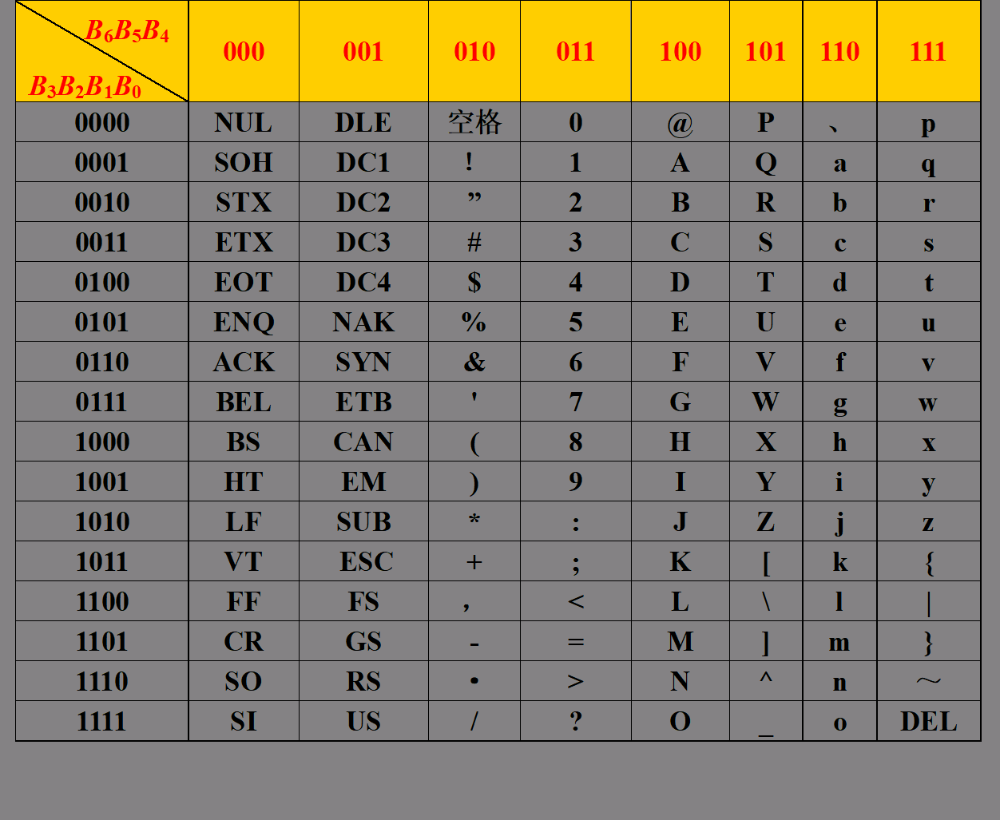 B₆B₅B₄ 000 001 010 011 100 101 110 111
B₃B₂B₁B₀
0000 NUL DLE 空格 0 @ P 、 p
0001 SOH DC1 ! 1 A Q a q
0010 STX DC2 ” 2 B R b r
0011 ETX DC3 # 3 C S c s
0100 EOT DC4 $ 4 D T d t
0101 ENQ NAK % 5 E U e u
0110 ACK SYN & 6 F V f v
0111 BEL ETB ' 7 G W g w
1000 BS CAN ( 8 H X h x
1001 HT EM ) 9 I Y i y
1010 LF SUB * : J Z j z
1011 VT ESC + ; K [ k {
1100 FF FS , < L \ l |
1101 CR GS - = M ] m }
1110 SO RS · > N ^ n ~
1111 SI US / ? O _ o DEL